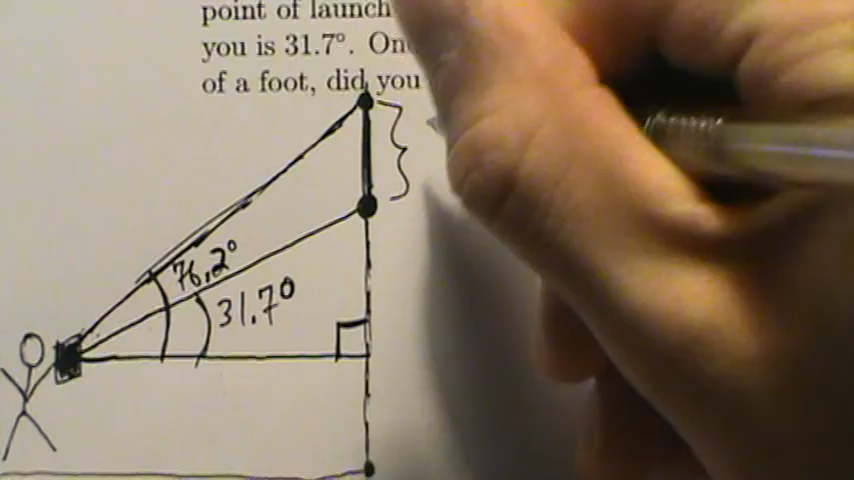 point of launch
you is 31.7°. On
of a foot, did you
76.2°
31.7°